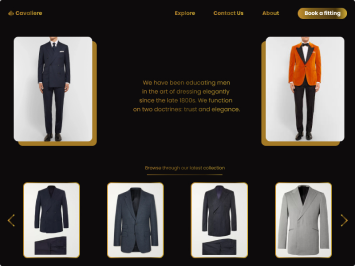 Cavaliere
Explore
Contact Us
About
Book a fitting
We have been educating men
in the art of dressing elegantly
since the late 1800s. We function
on two doctrines: trust and elegance.
Browse through our latest collection